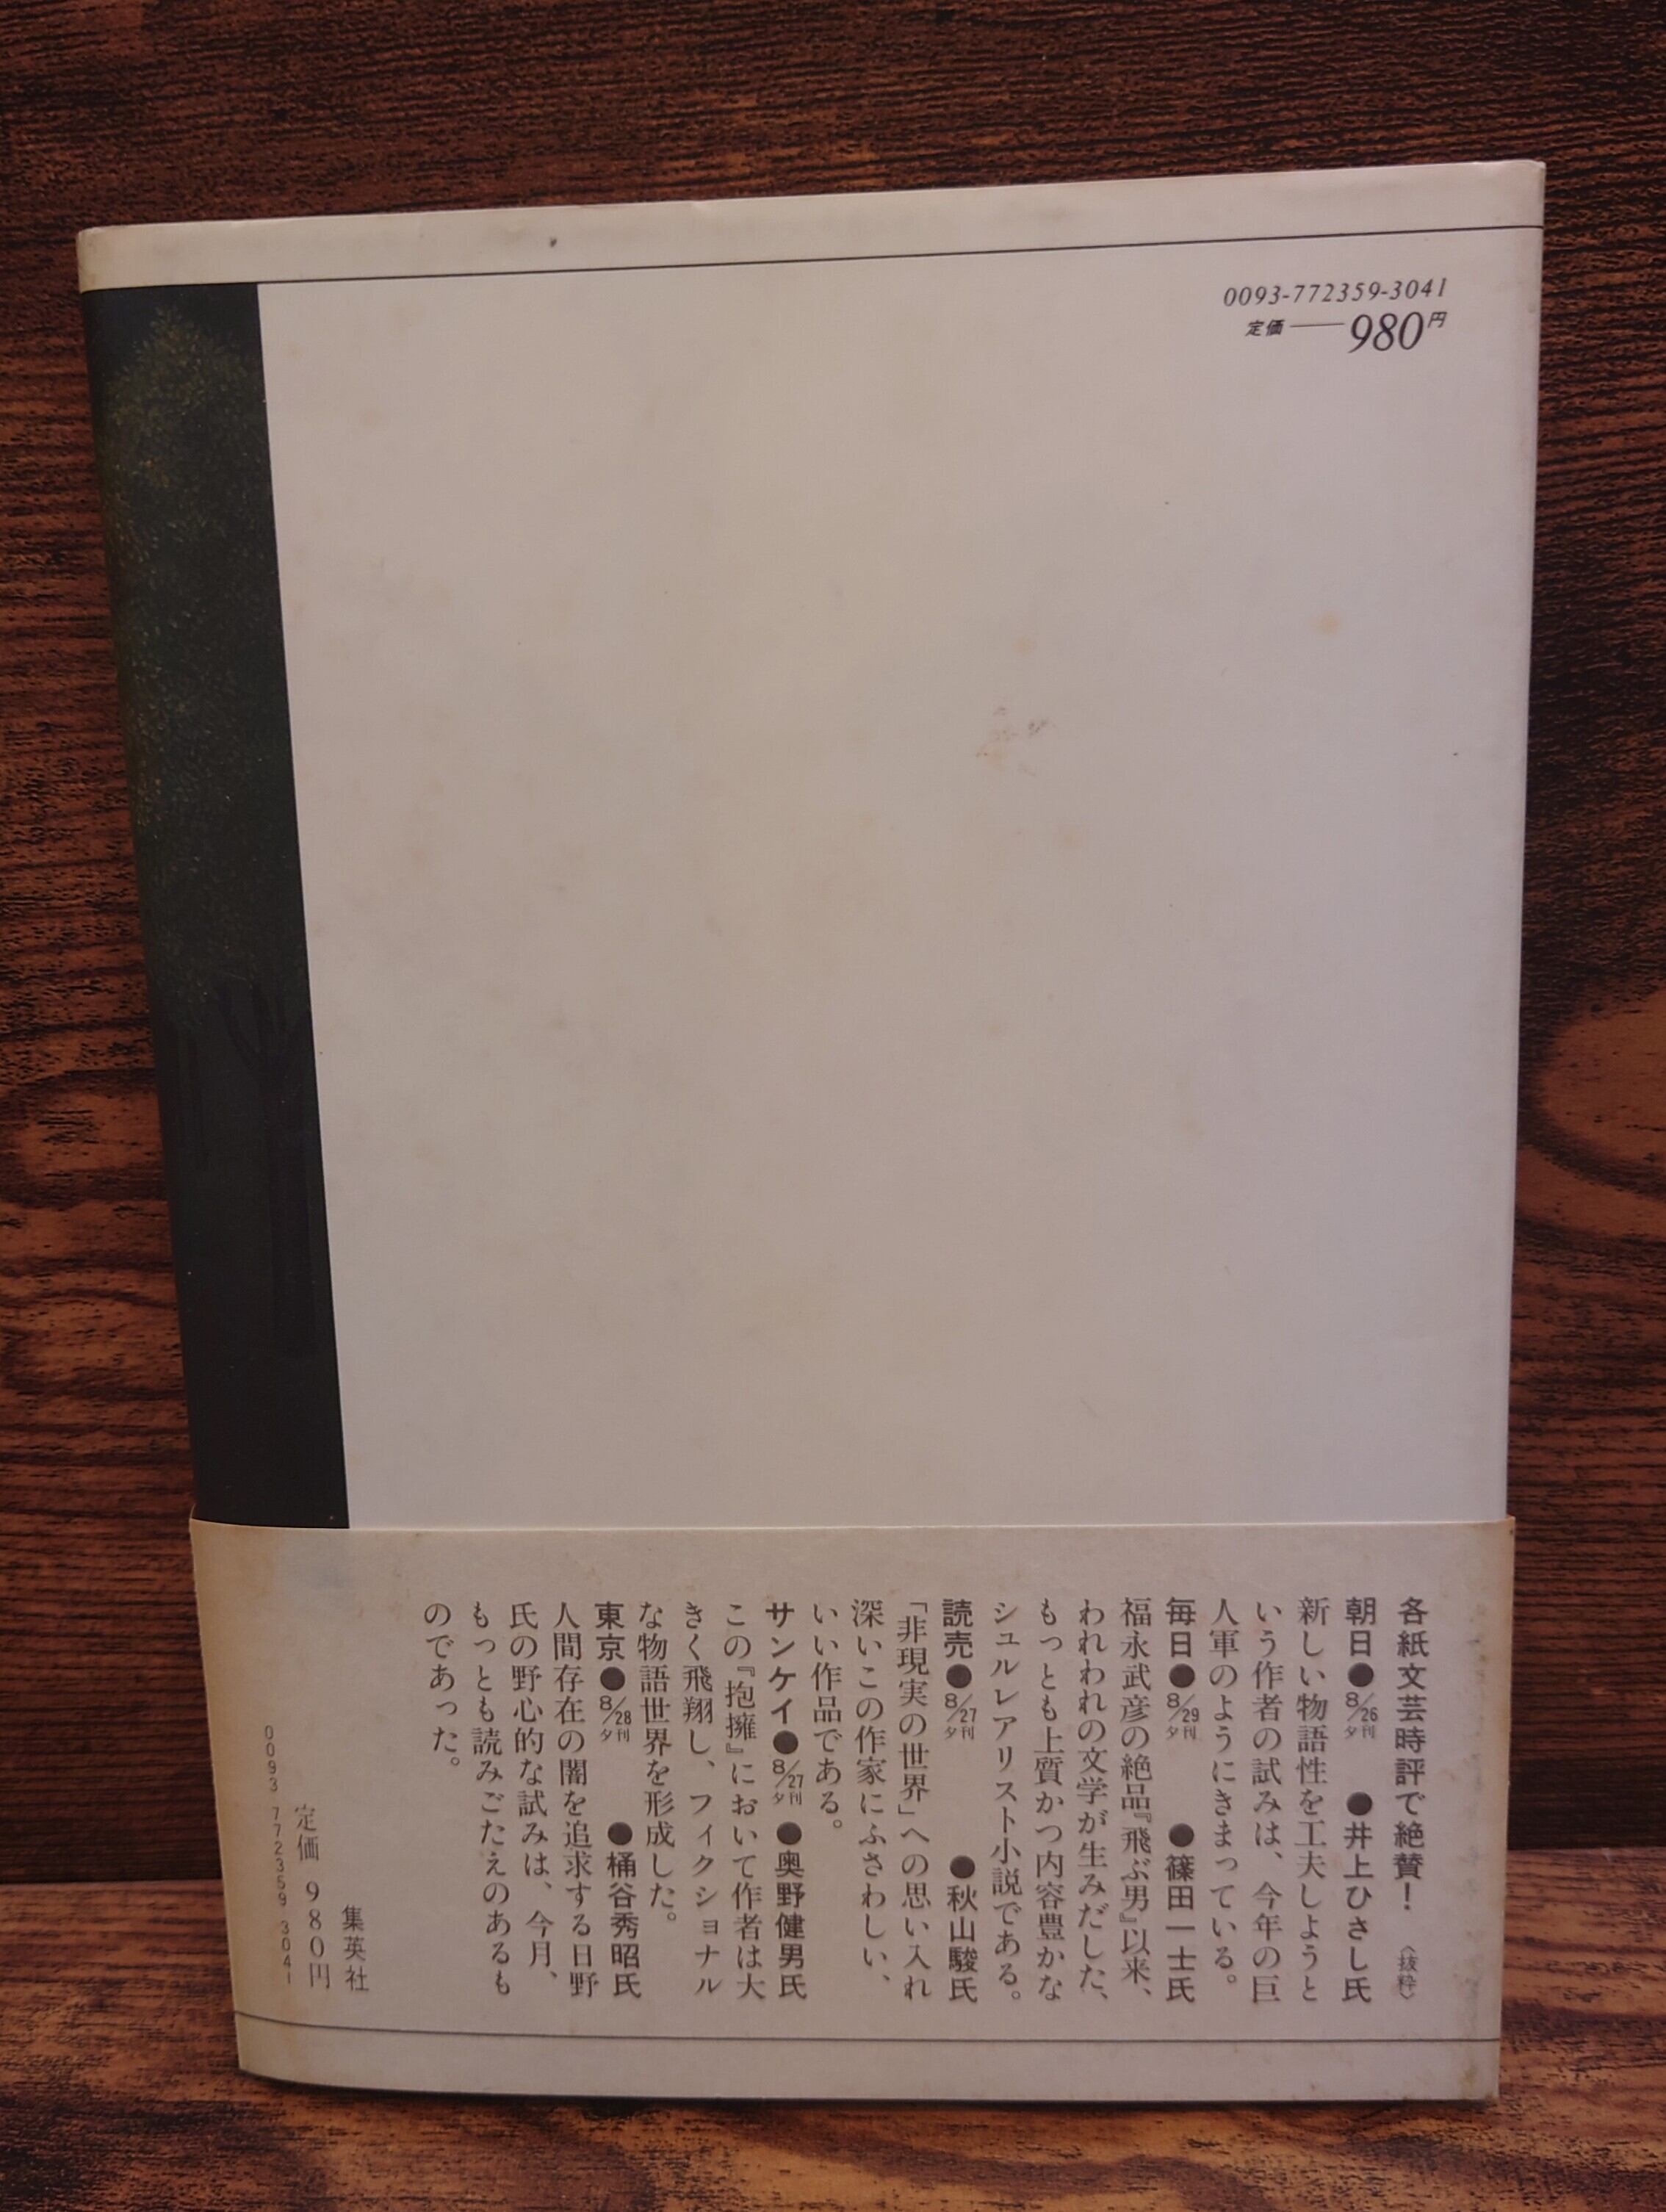 0093-772359-3041
定価──980円
各紙文芸時評で絶賛！〈抜粋〉
朝日●8/26夕刊 ●井上ひさし氏
新しい物語性を工夫しようと
いう作者の試みは、今年の巨
人軍のようにきまっている。
毎日●8/29夕刊 ●篠田一士氏
福永武彦の絶品『飛ぶ男』以来、
われわれの文学が生みだした、
もっとも上質かつ内容豊かな
シュルレアリスト小説である。
読売●8/27夕刊 ●秋山駿氏
「非現実の世界」への思い入れ
深いこの作家にふさわしい、
いい作品である。
サンケイ●8/27夕刊 ●奥野健男氏
この『抱擁』において作者は大
きく飛翔し、フィクショナル
な物語世界を形成した。
東京●8/28夕刊 ●桶谷秀昭氏
人間存在の闇を追求する日野
氏の野心的な試みは、今月、
もっとも読みごたえのあるも
のであった。
集英社
定価 980円
0093 772359 3041